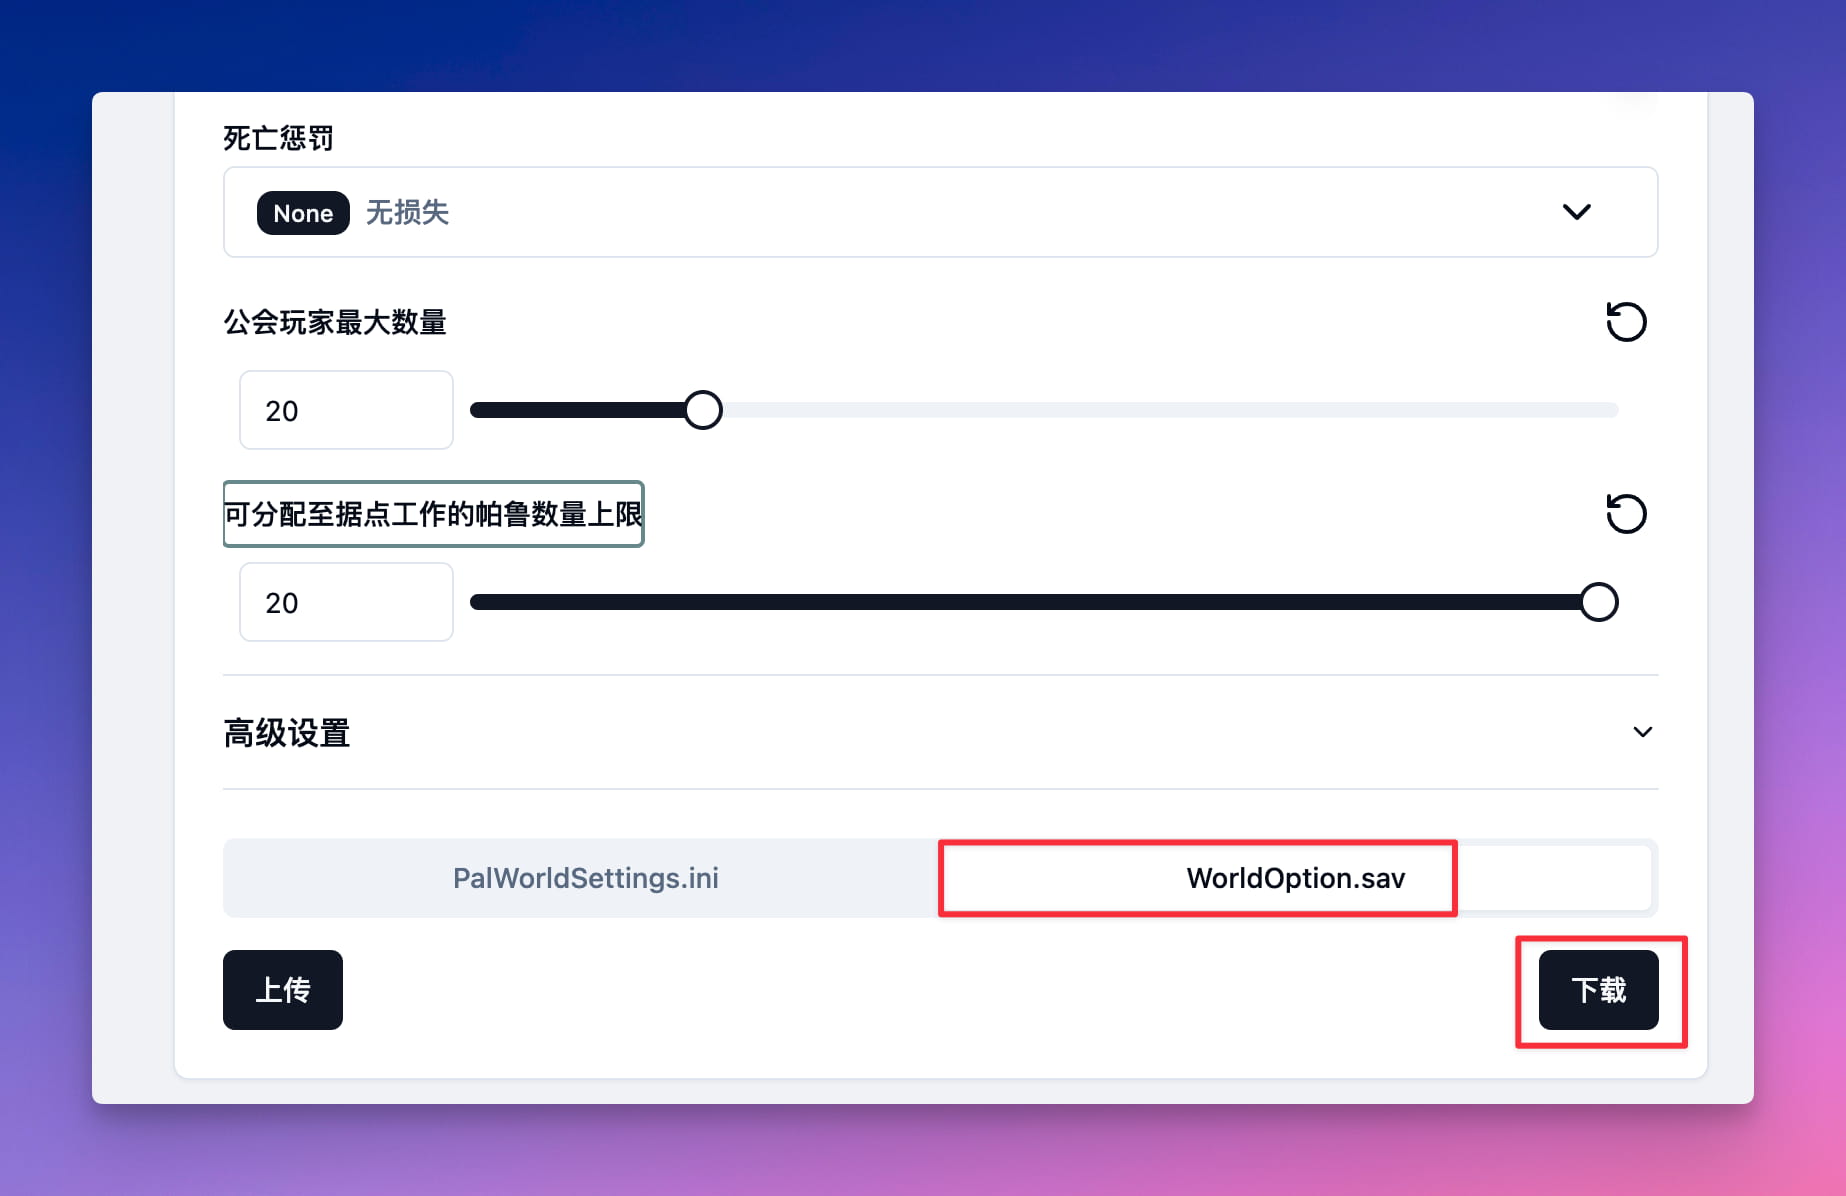 死亡惩罚
None 无损失
公会玩家最大数量
20
可分配至据点工作的帕鲁数量上限
20
高级设置
PalWorldSettings.ini WorldOption.sav
上传 下载